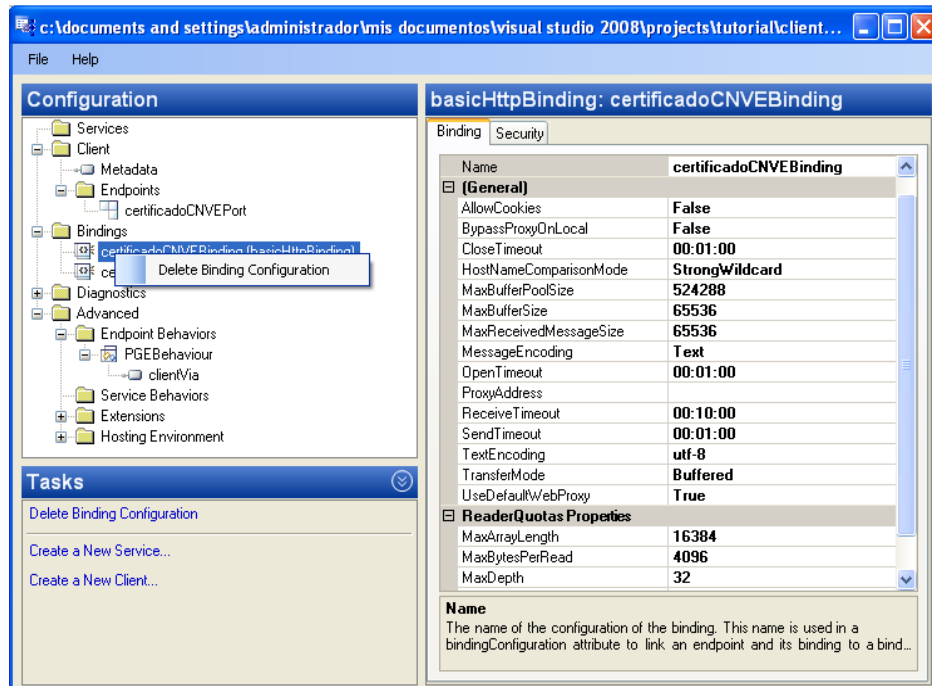 c:\documents and settings\administrador\mis documentos\visual studio 2008\projects\tutorial\client...
File Help
Configuration
Services
Client
Metadata
Endpoints
certificadoCNVEPort
Bindings
certificadoCNVEBinding (basicHttpBinding)
ce
Delete Binding Configuration
Diagnostics
Advanced
Endpoint Behaviors
PGEBehaviour
clientVia
Service Behaviors
Extensions
Hosting Environment
Tasks
Delete Binding Configuration
Create a New Service...
Create a New Client...
basicHttpBinding: certificadoCNVEBinding
Binding Security
Name certificadoCNVEBinding
(General)
AllowCookies False
BypassProxyOnLocal False
CloseTimeout 00:01:00
HostNameComparisonMode StrongWildcard
MaxBufferPoolSize 524288
MaxBufferSize 65536
MaxReceivedMessageSize 65536
MessageEncoding Text
OpenTimeout 00:01:00
ProxyAddress
ReceiveTimeout 00:10:00
SendTimeout 00:01:00
TextEncoding utf-8
TransferMode Buffered
UseDefaultWebProxy True
ReaderQuotas Properties
MaxArrayLength 16384
MaxBytesPerRead 4096
MaxDepth 32
Name
The name of the configuration of the binding. This name is used in a
bindingConfiguration attribute to link an endpoint and its binding to a bind...